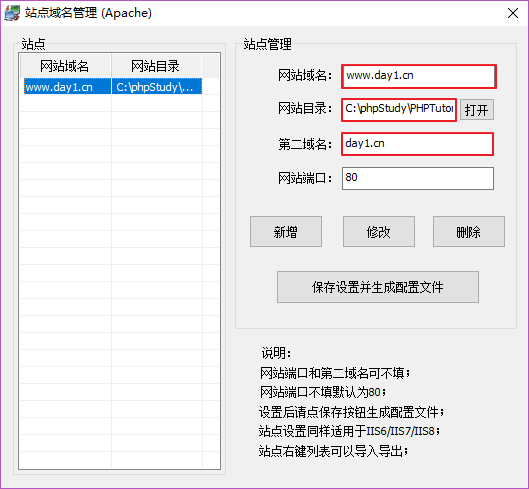 站点域名管理 (Apache)
站点
网站域名 网站目录
www.day1.cn C:\phpStudy\...
站点管理
网站域名: www.day1.cn
网站目录: C:\phpStudy\PHPTutor 打开
第二域名: day1.cn
网站端口: 80
新增 修改 删除
保存设置并生成配置文件
说明:
网站端口和第二域名可不填;
网站端口不填默认为80;
设置后请点保存按钮生成配置文件;
站点设置同样适用于IIS6/IIS7/IIS8;
站点右键列表可以导入导出;